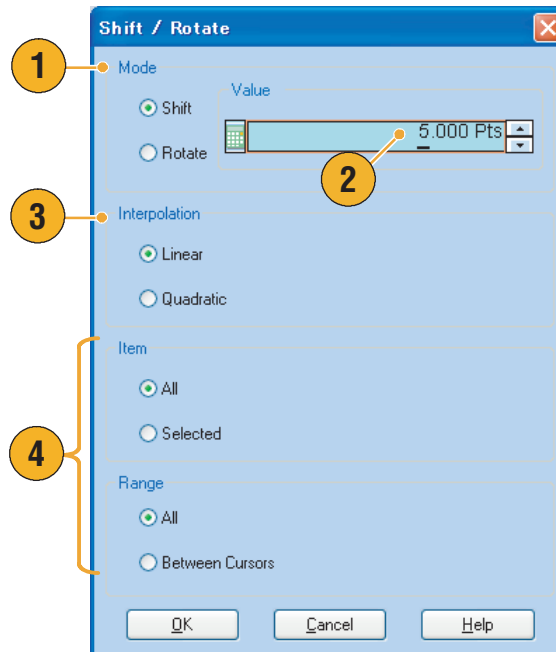 Shift / Rotate
1
Mode
Value
Shift
5.000 Pts
Rotate
2
3
Interpolation
Linear
Quadratic
Item
All
Selected
4
Range
All
Between Cursors
OK
Cancel
Help